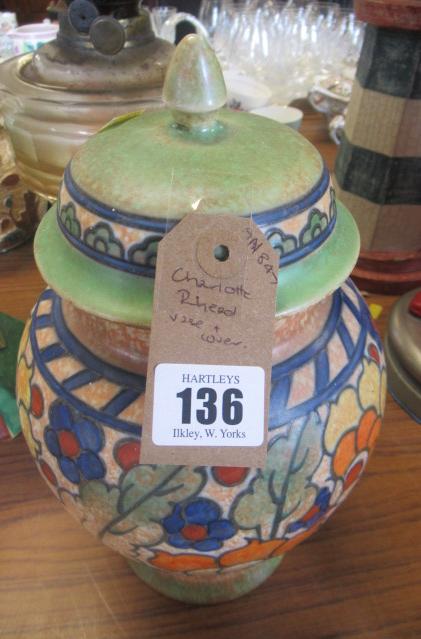 Charlotte
Rhead
vase +
cover.
HARTLEYS
136
Ilkley, W. Yorks